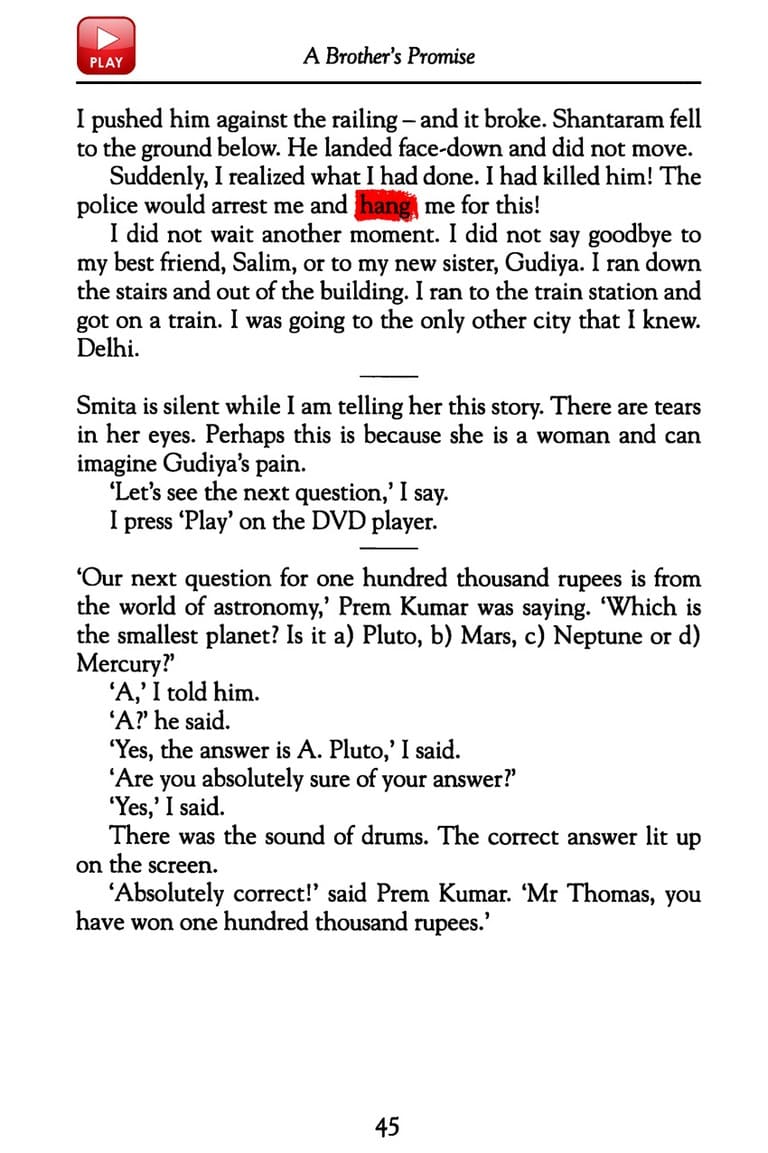 PLAY
A Brother's Promise
I pushed him against the railing – and it broke. Shantaram fell
to the ground below. He landed face-down and did not move.
Suddenly, I realized what I had done. I had killed him! The
police would arrest me and hang me for this!
I did not wait another moment. I did not say goodbye to
my best friend, Salim, or to my new sister, Gudiya. I ran down
the stairs and out of the building. I ran to the train station and
got on a train. I was going to the only other city that I knew.
Delhi.
Smita is silent while I am telling her this story. There are tears
in her eyes. Perhaps this is because she is a woman and can
imagine Gudiya's pain.
‘Let's see the next question,’ I say.
I press ‘Play’ on the DVD player.
‘Our next question for one hundred thousand rupees is from
the world of astronomy,’ Prem Kumar was saying. ‘Which is
the smallest planet? Is it a) Pluto, b) Mars, c) Neptune or d)
Mercury?’
‘A,’ I told him.
‘A?’ he said.
‘Yes, the answer is A. Pluto,’ I said.
‘Are you absolutely sure of your answer?’
‘Yes,’ I said.
There was the sound of drums. The correct answer lit up
on the screen.
‘Absolutely correct!’ said Prem Kumar. ‘Mr Thomas, you
have won one hundred thousand rupees.’
45